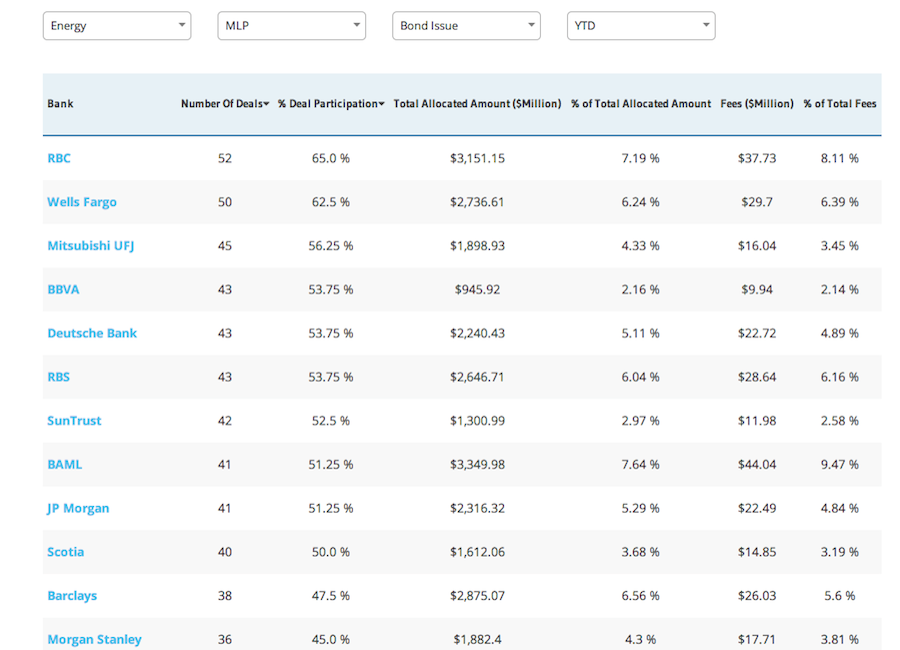 Energy MLP Bond Issue YTD
Bank Number Of Deals % Deal Participation Total Allocated Amount ($Million) % of Total Allocated Amount Fees ($Million) % of Total Fees
RBC 52 65.0 % $3,151.15 7.19 % $37.73 8.11 %
Wells Fargo 50 62.5 % $2,736.61 6.24 % $29.7 6.39 %
Mitsubishi UFJ 45 56.25 % $1,898.93 4.33 % $16.04 3.45 %
BBVA 43 53.75 % $945.92 2.16 % $9.94 2.14 %
Deutsche Bank 43 53.75 % $2,240.43 5.11 % $22.72 4.89 %
RBS 43 53.75 % $2,646.71 6.04 % $28.64 6.16 %
SunTrust 42 52.5 % $1,300.99 2.97 % $11.98 2.58 %
BAML 41 51.25 % $3,349.98 7.64 % $44.04 9.47 %
JP Morgan 41 51.25 % $2,316.32 5.29 % $22.49 4.84 %
Scotia 40 50.0 % $1,612.06 3.68 % $14.85 3.19 %
Barclays 38 47.5 % $2,875.07 6.56 % $26.03 5.6 %
Morgan Stanley 36 45.0 % $1,882.4 4.3 % $17.71 3.81 %